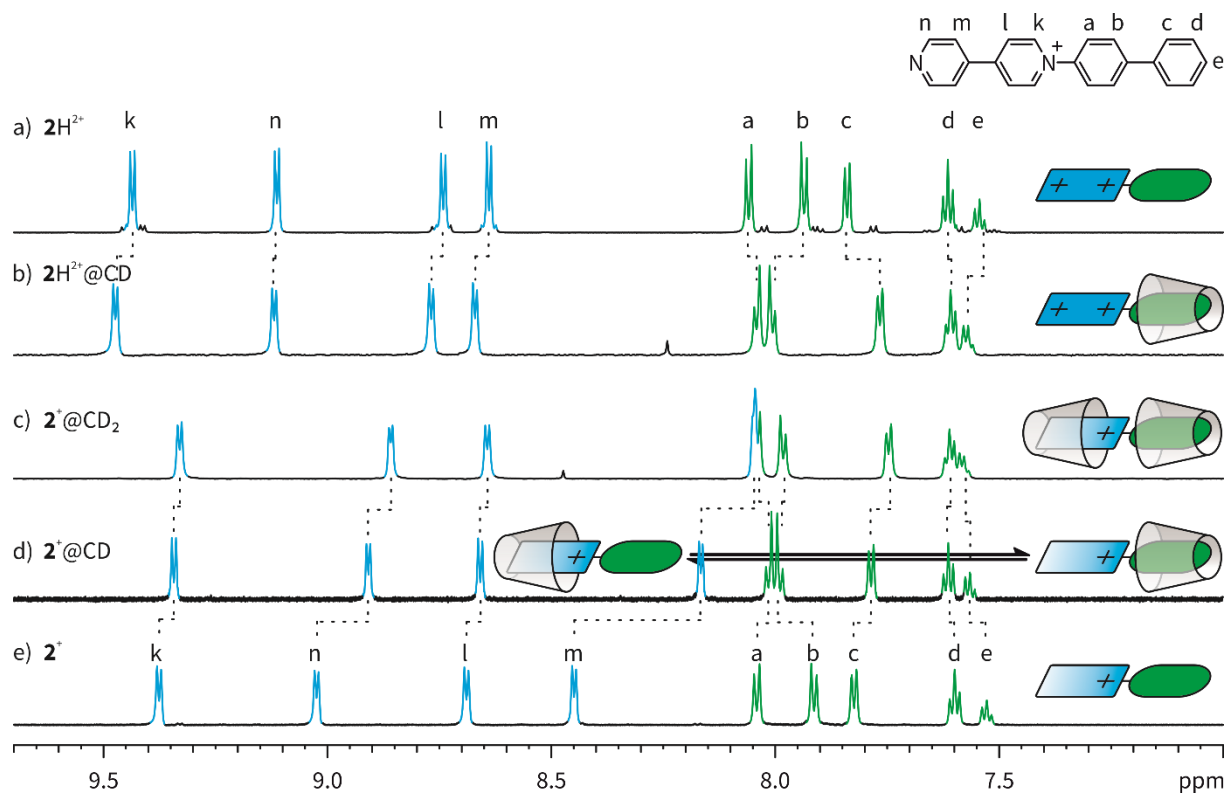 n m l k a b c d
N N + e
a) 2H²⁺ k n l m a b c d e
b) 2H²⁺@CD
c) 2⁺@CD₂
d) 2⁺@CD
e) 2⁺ k n l m a b c d e
9.5 9.0 8.5 8.0 7.5 ppm